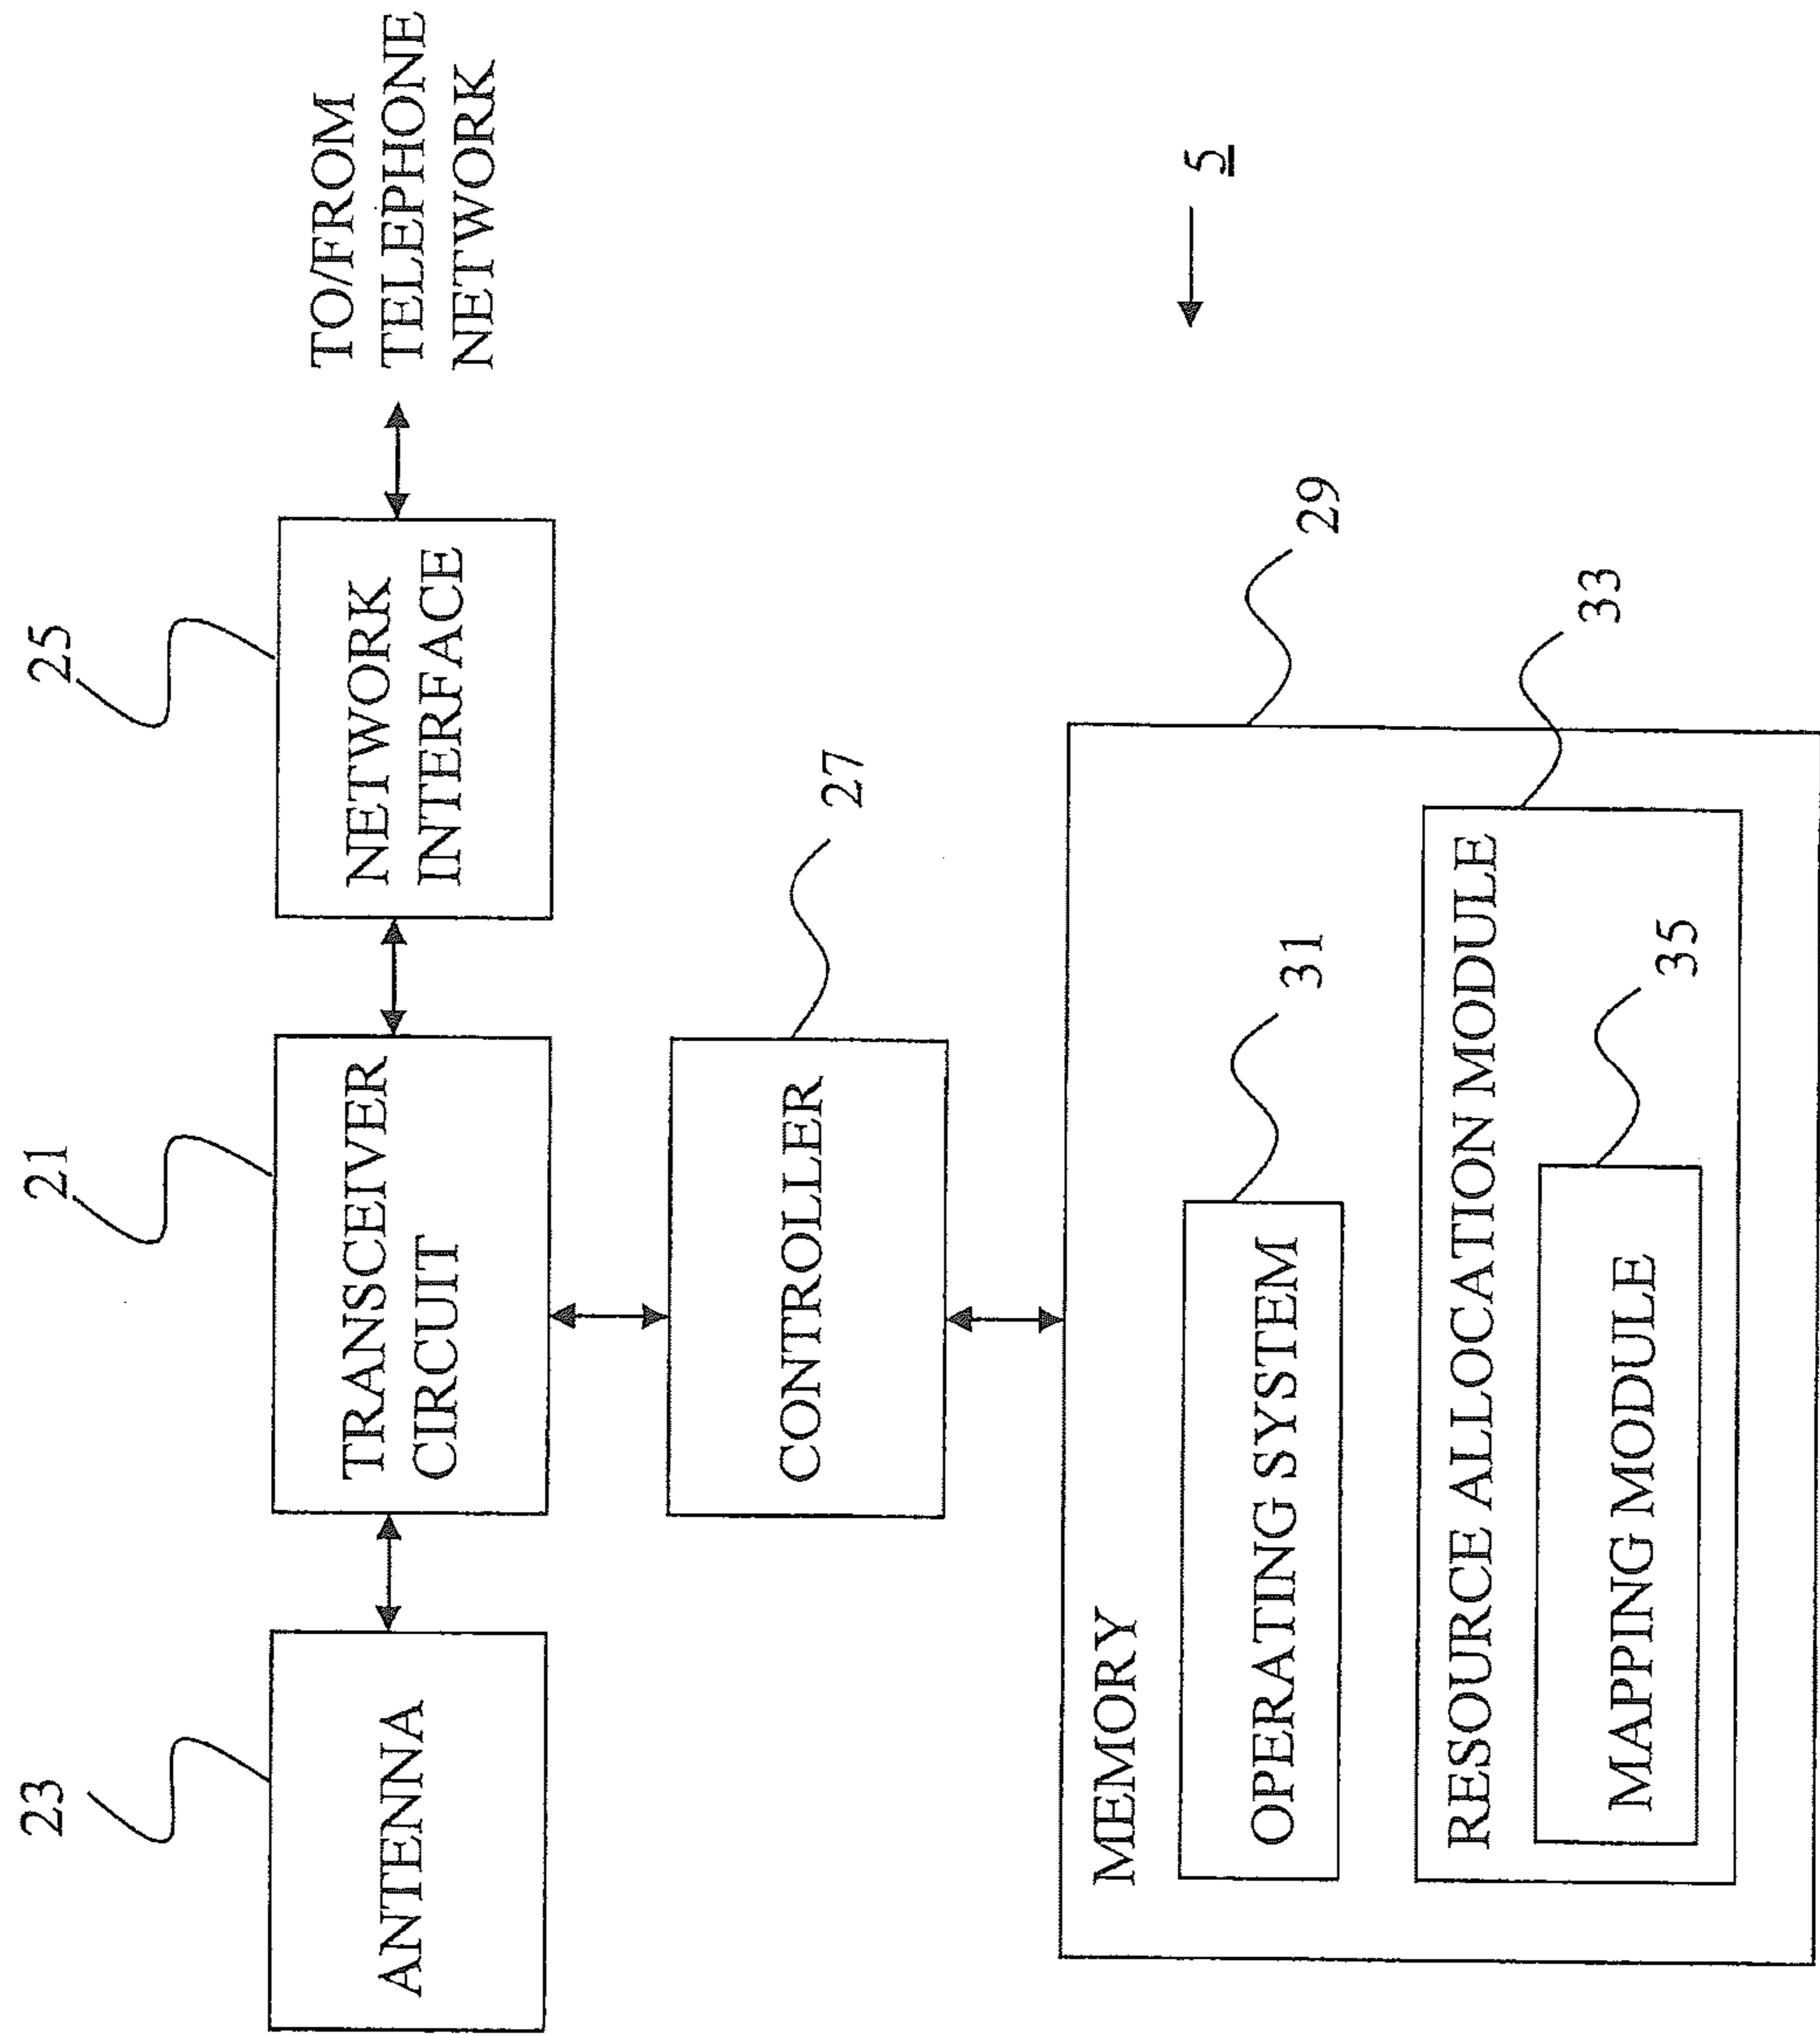 23
21
25
ANTENNA
TRANSCEIVER
CIRCUIT
NETWORK
INTERFACE
TO/FROM
TELEPHONE
NETWORK
CONTROLLER
27
MEMORY
29
OPERATING SYSTEM
31
RESOURCE ALLOCATION MODULE
33
MAPPING MODULE
35
5